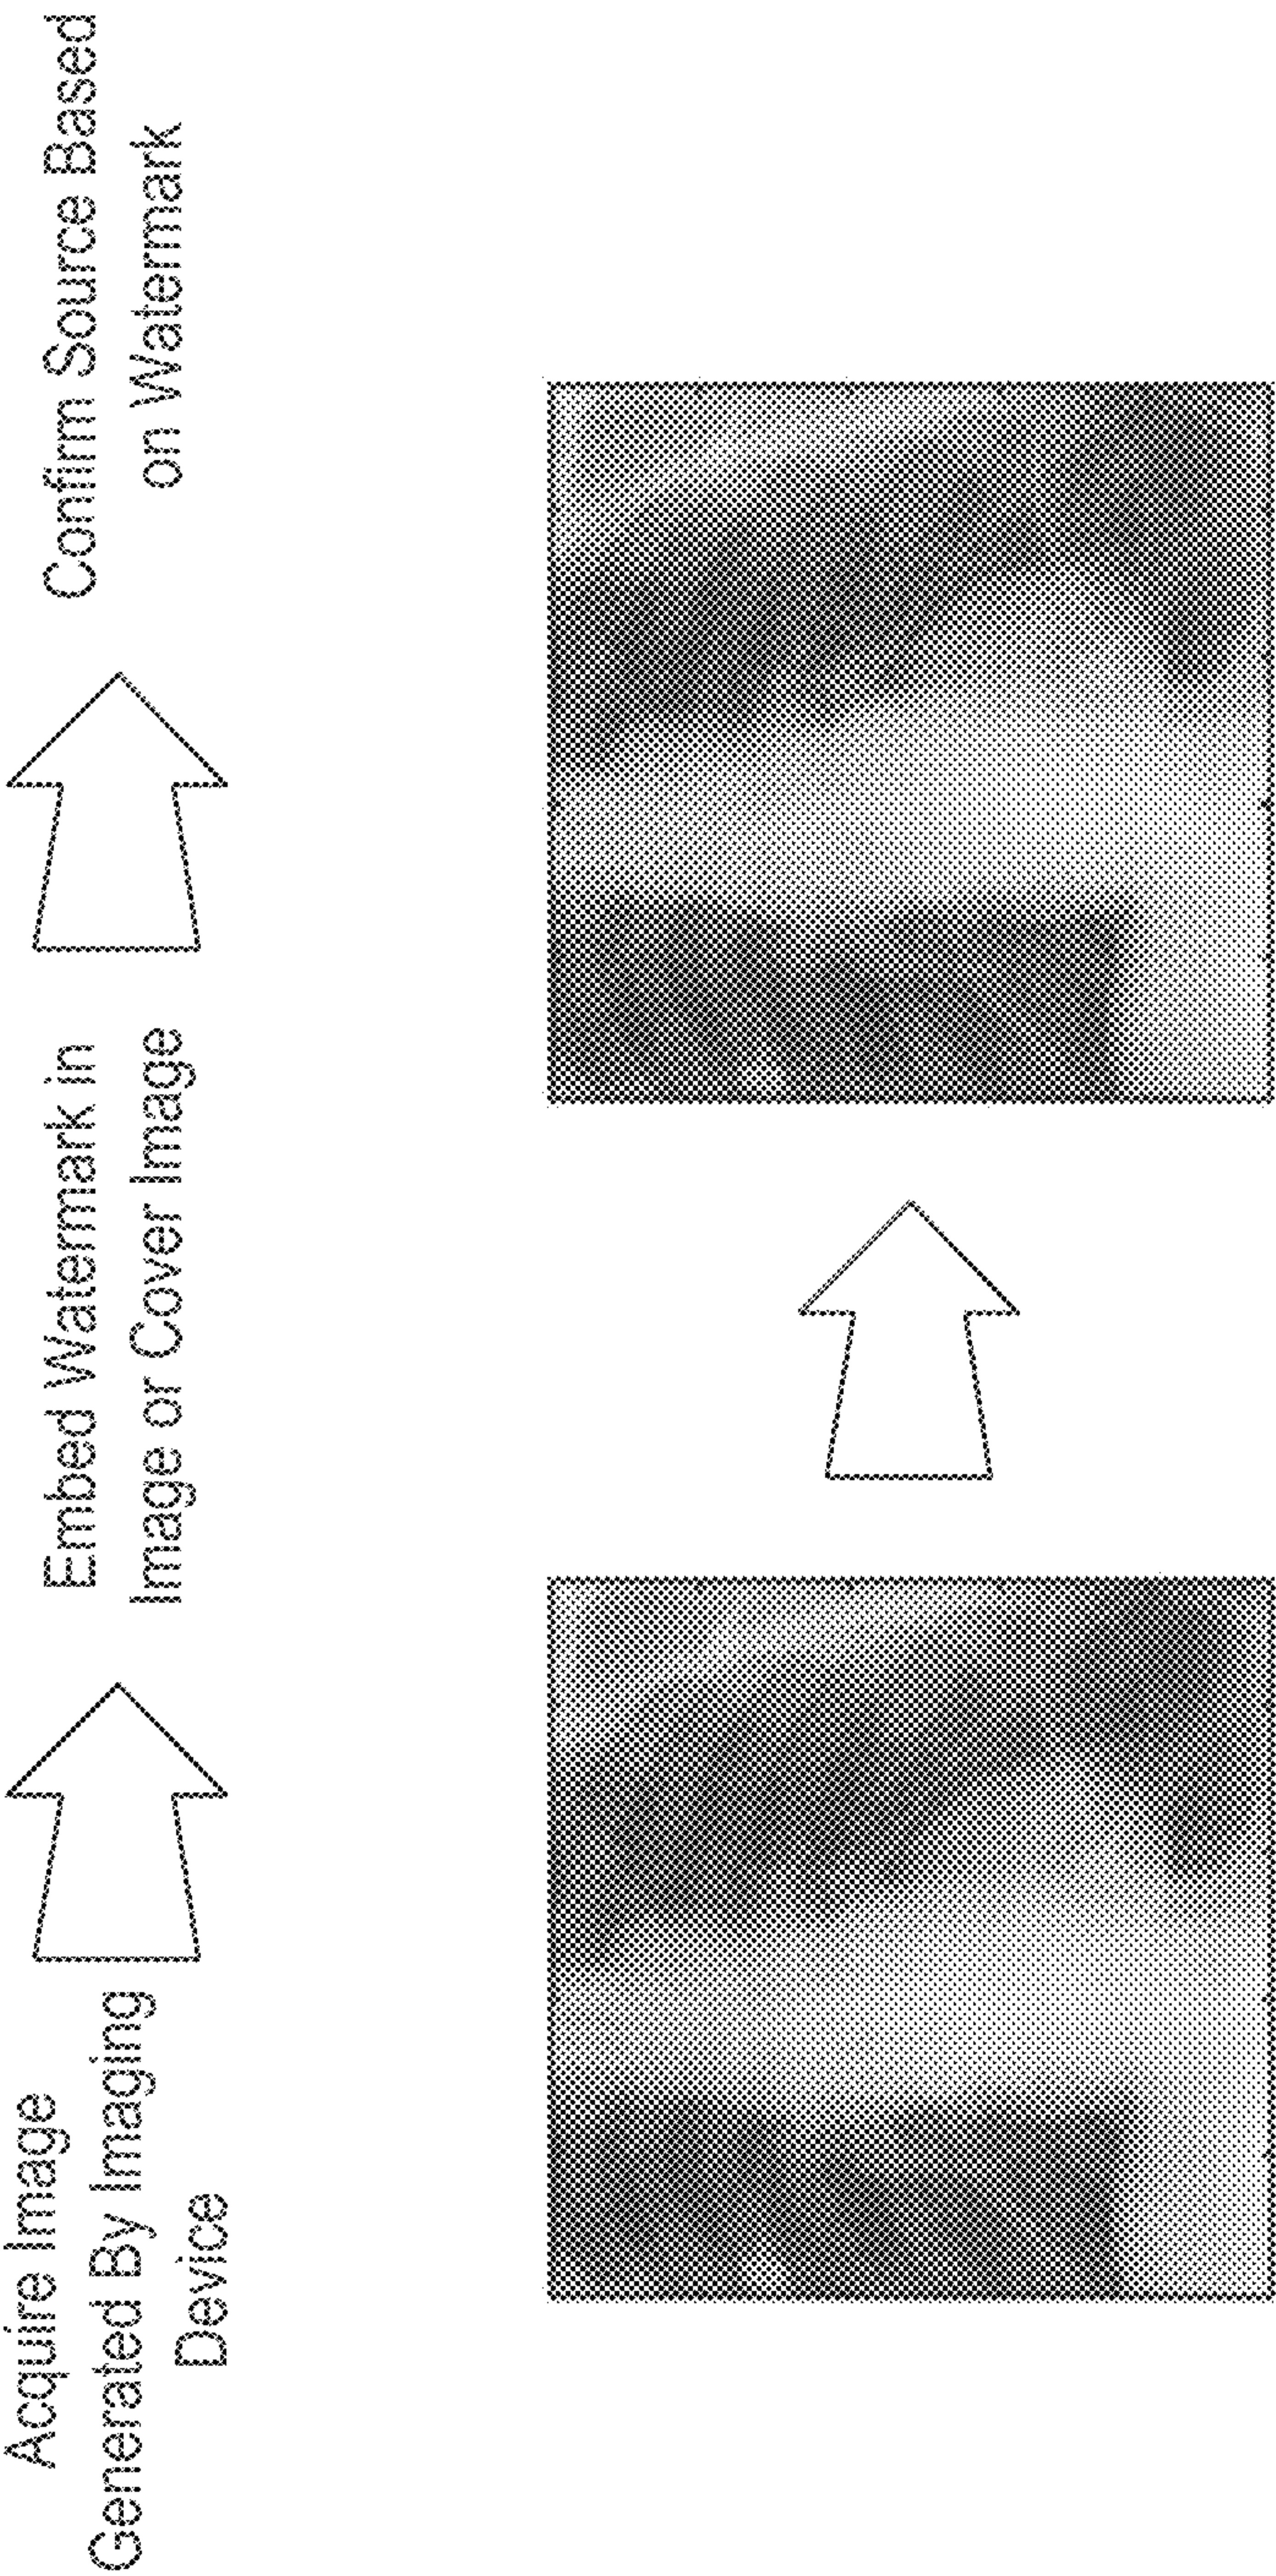 Acquire Image
Generated By Imaging
Device
Embed Watermark in
Image or Cover Image
Confirm Source Based
on Watermark